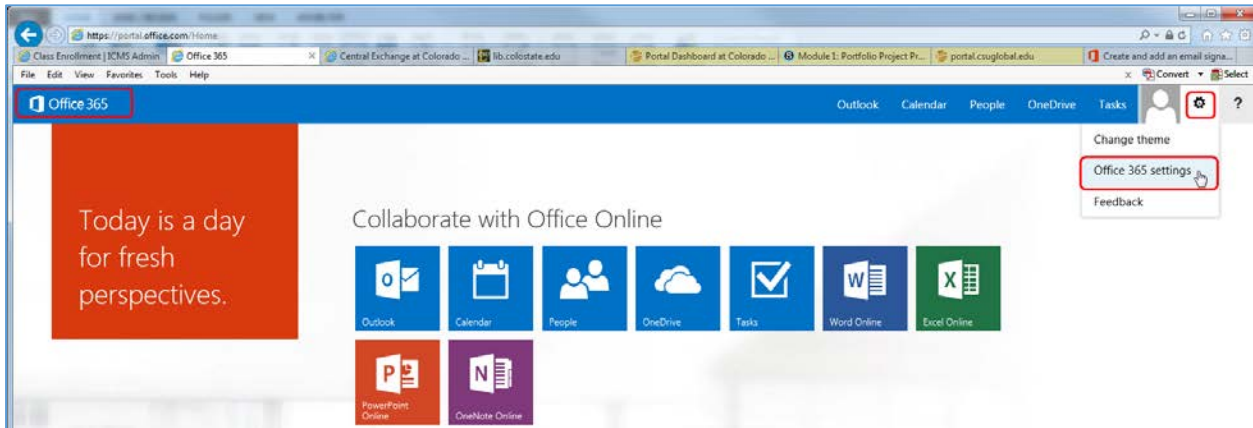 https://portal.office.com/Home
Class Enrollment | ICMS Admin
Office 365
Central Exchange at Colorado ...
lib.colostate.edu
Portal Dashboard at Colorado ...
Module 1: Portfolio Project Pr...
portal.csuglobal.edu
Create and add an email signa...
File Edit View Favorites Tools Help
x Convert Select
Office 365
Outlook Calendar People OneDrive Tasks ?
Change theme
Office 365 settings
Feedback
Today is a day
for fresh
perspectives.
Collaborate with Office Online
Outlook
Calendar
People
OneDrive
Tasks
Word Online
Excel Online
PowerPoint
Online
OneNote Online